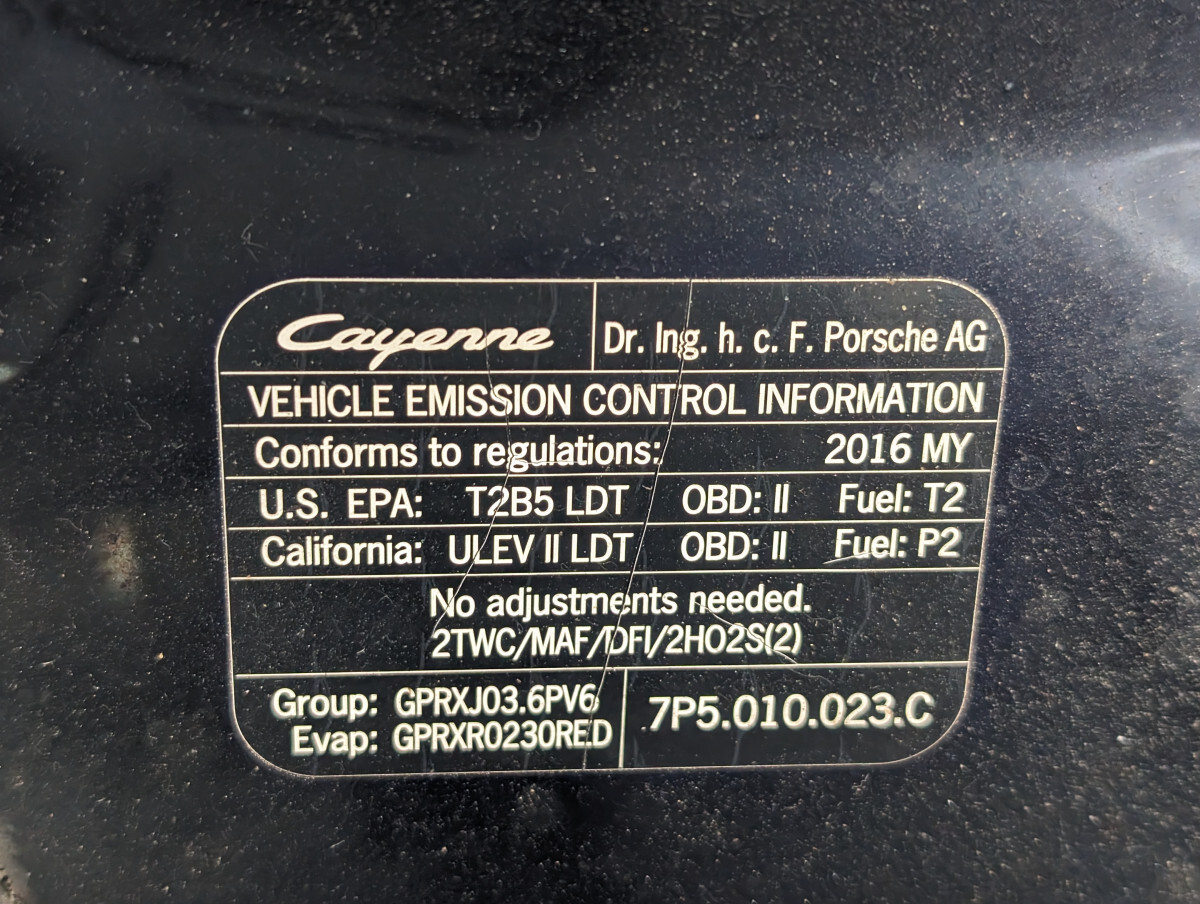 Cayenne Dr. Ing. h. c. F. Porsche AG
VEHICLE EMISSION CONTROL INFORMATION
Conforms to regulations: 2016 MY
U.S. EPA: T2B5 LDT OBD: II Fuel: T2
California: ULEV II LDT OBD: II Fuel: P2
No adjustments needed.
2TWC/MAF/DFI/2HO2S(2)
Group: GPRXJ03.6PV6
Evap: GPRXR0230RED
7P5.010.023.C